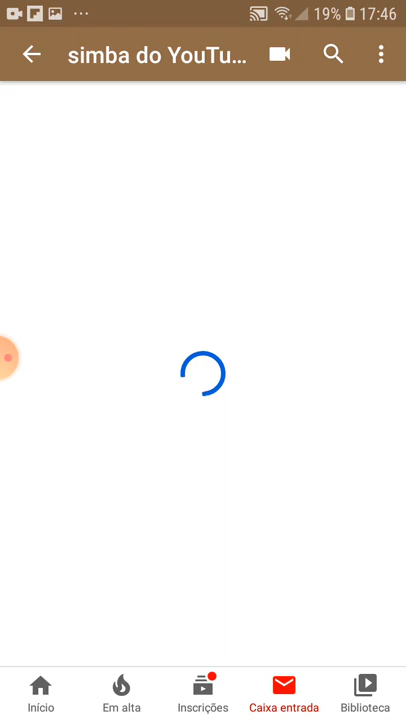 19% 17:46
simba do YouTu...
Início
Em alta
Inscrições
Caixa entrada
Biblioteca